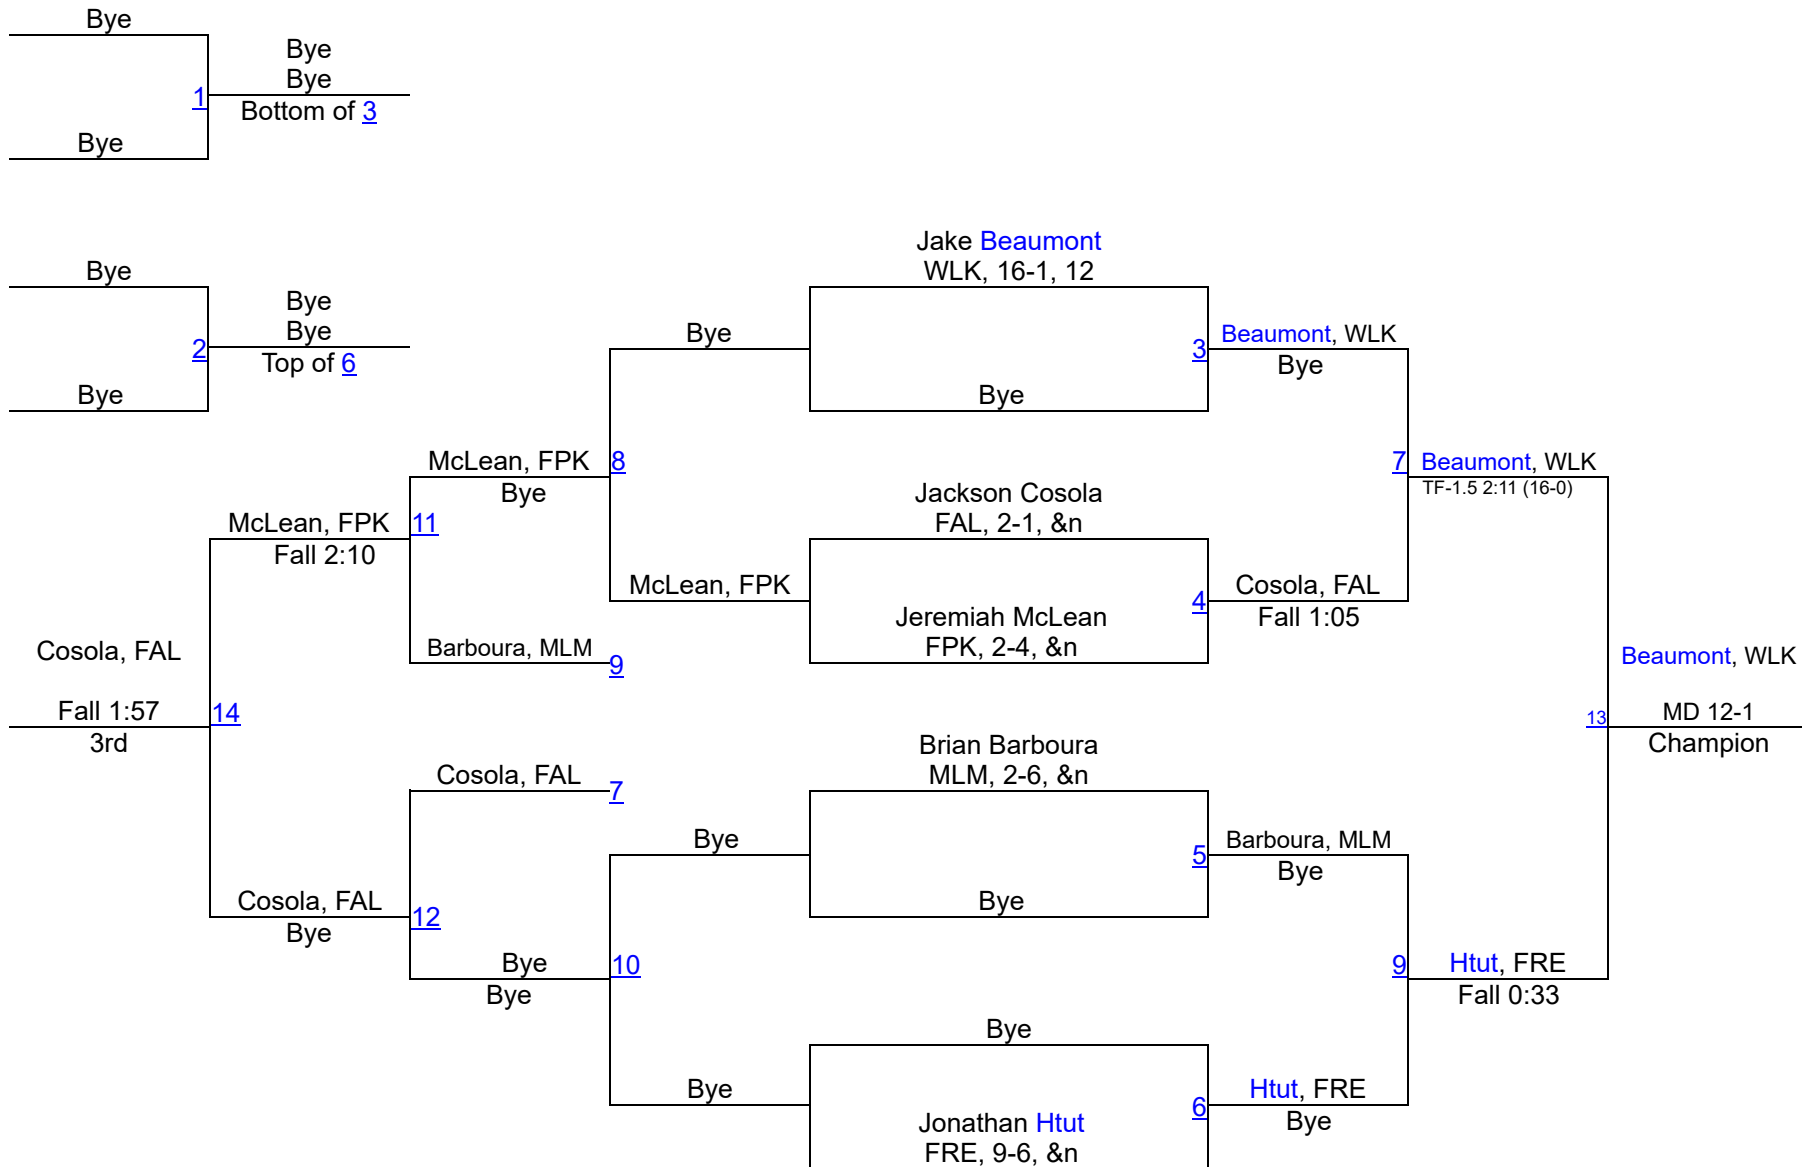 Bye
Bye
Bye
1
Bottom of 3
Bye
Bye
Bye
Bye
2
Top of 6
Bye
Jake Beaumont
WLK, 16-1, 12
Bye
3
Beaumont, WLK
Bye
Bye
McLean, FPK
Bye
8
7
Beaumont, WLK
TF-1.5 2:11 (16-0)
Jackson Cosola
FAL, 2-1, &n
McLean, FPK
Fall 2:10
11
McLean, FPK
4
Cosola, FAL
Fall 1:05
Jeremiah McLean
FPK, 2-4, &n
Cosola, FAL
Barboura, MLM
9
Beaumont, WLK
Fall 1:57
3rd
14
13
MD 12-1
Champion
Brian Barboura
MLM, 2-6, &n
Cosola, FAL
7
Bye
5
Barboura, MLM
Bye
Cosola, FAL
Bye
12
Bye
Bye
Bye
10
9
Htut, FRE
Fall 0:33
Bye
Bye
6
Htut, FRE
Bye
Jonathan Htut
FRE, 9-6, &n